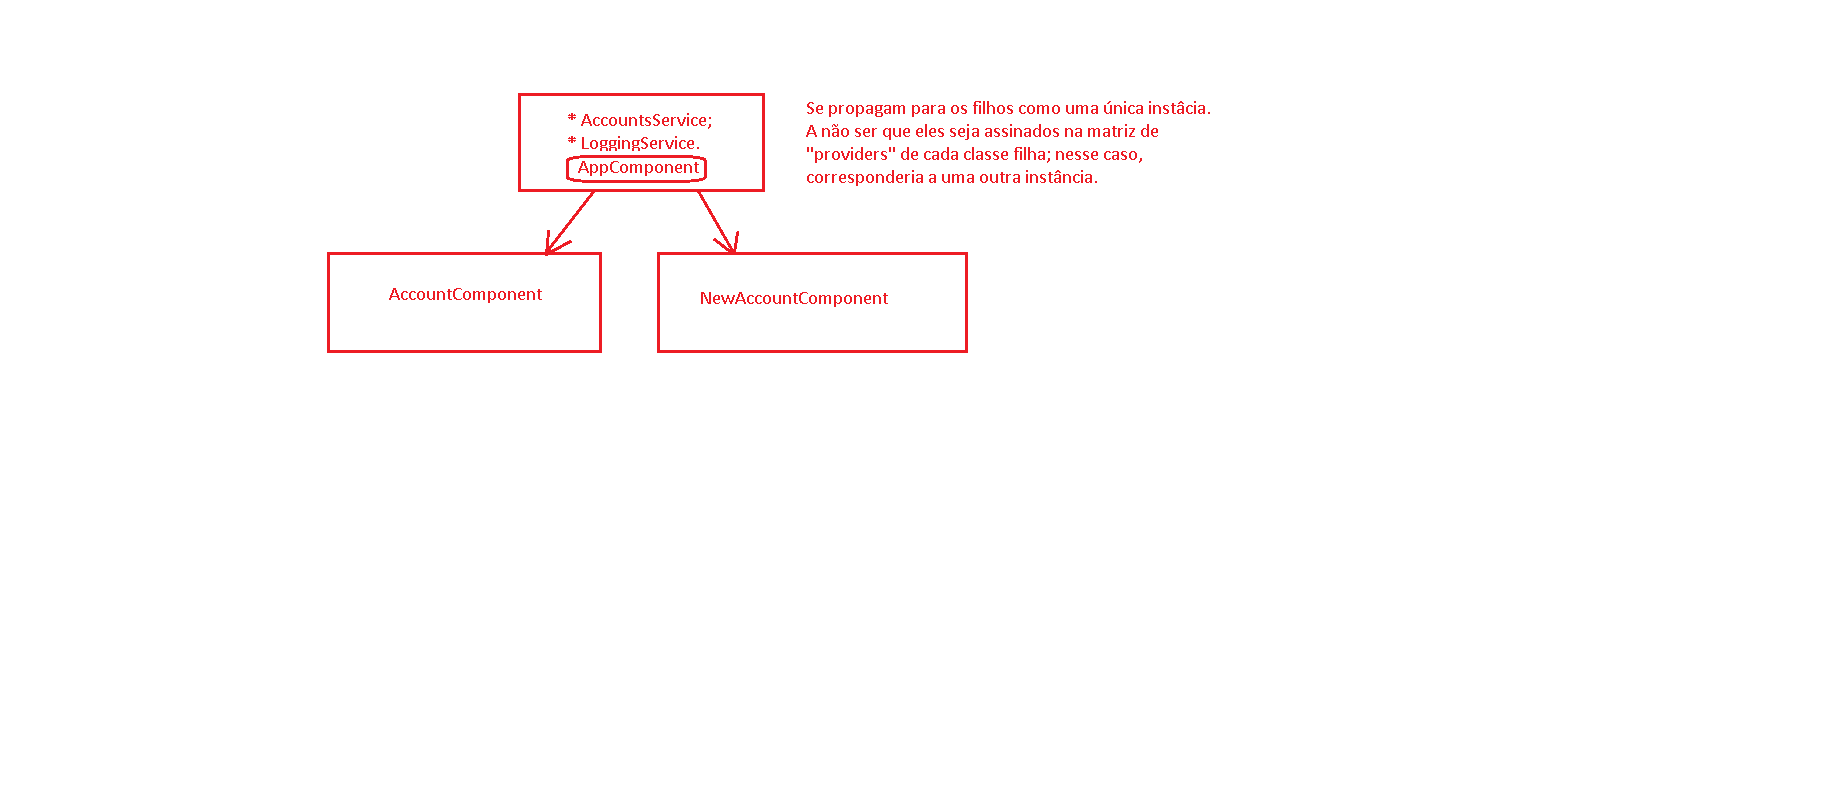 * AccountsService;
* LoggingService.
AppComponent
Se propagam para os filhos como uma única instâcia.
A não ser que eles seja assinados na matriz de
"providers" de cada classe filha; nesse caso,
corresponderia a uma outra instância.
AccountComponent
NewAccountComponent